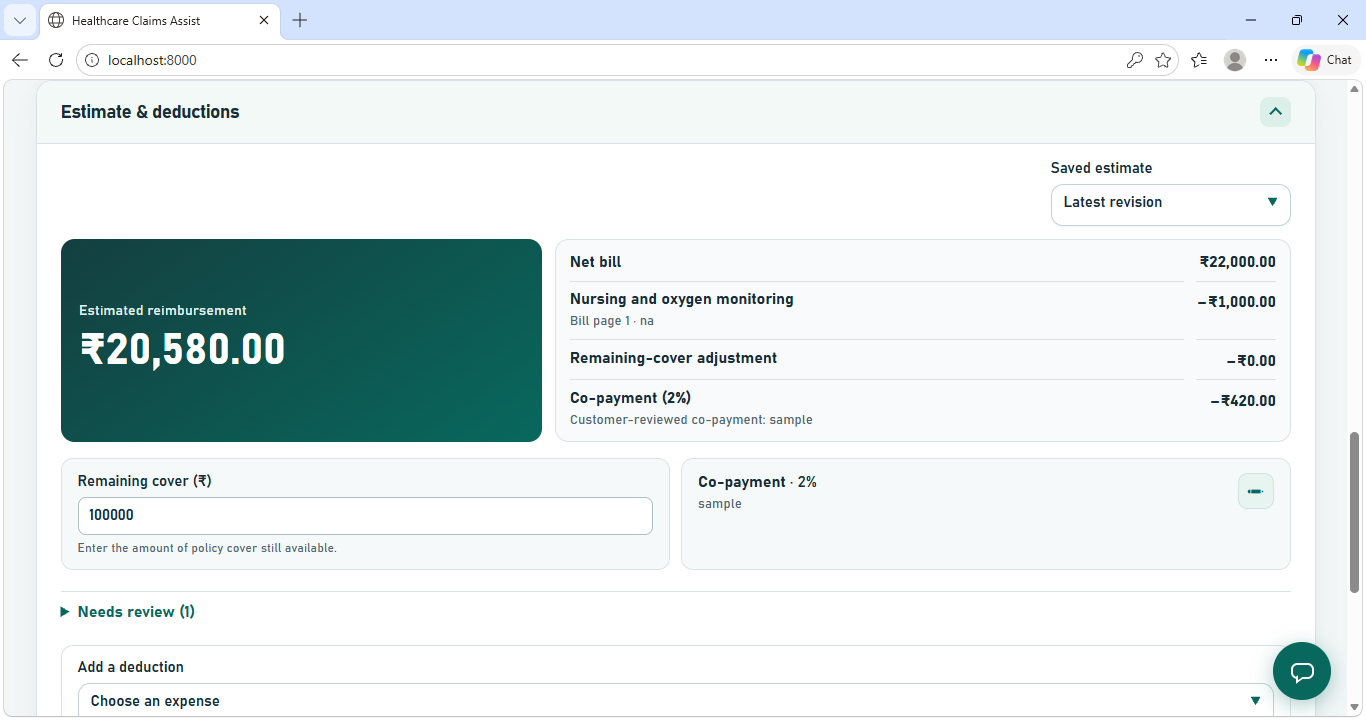 Healthcare Claims Assist
localhost:8000
Chat
Estimate & deductions
Saved estimate
Latest revision
Estimated reimbursement
₹20,580.00
Net bill ₹22,000.00
Nursing and oxygen monitoring −₹1,000.00
Bill page 1 · na
Remaining-cover adjustment −₹0.00
Co-payment (2%) −₹420.00
Customer-reviewed co-payment: sample
Remaining cover (₹)
100000
Enter the amount of policy cover still available.
Co-payment · 2%
sample
Needs review (1)
Add a deduction
Choose an expense